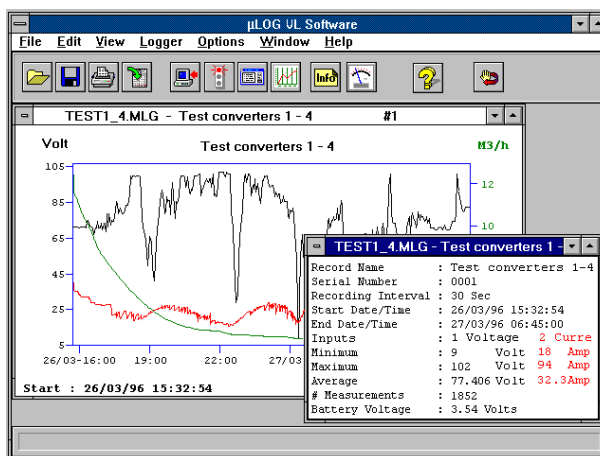 µLOG VL Software
File Edit View Logger Options Window Help
Info
TEST1_4.MLG - Test converters 1 - 4 #1
Volt Test converters 1 - 4 M3/h
105
85
65
45
25
5
12
10
26/03-16:00 19:00 22:00 27/0
Start : 26/03/96 15:32:54
TEST1_4.MLG - Test converters 1 -
Record Name : Test converters 1-4
Serial Number : 0001
Recording Interval : 30 Sec
Start Date/Time : 26/03/96 15:32:54
End Date/Time : 27/03/96 06:45:00
Inputs : 1 Voltage 2 Curre
Minimum : 9 Volt 18 Amp
Maximum : 102 Volt 94 Amp
Average : 77.406 Volt 32.3Amp
# Measurements : 1852
Battery Voltage : 3.54 Volts